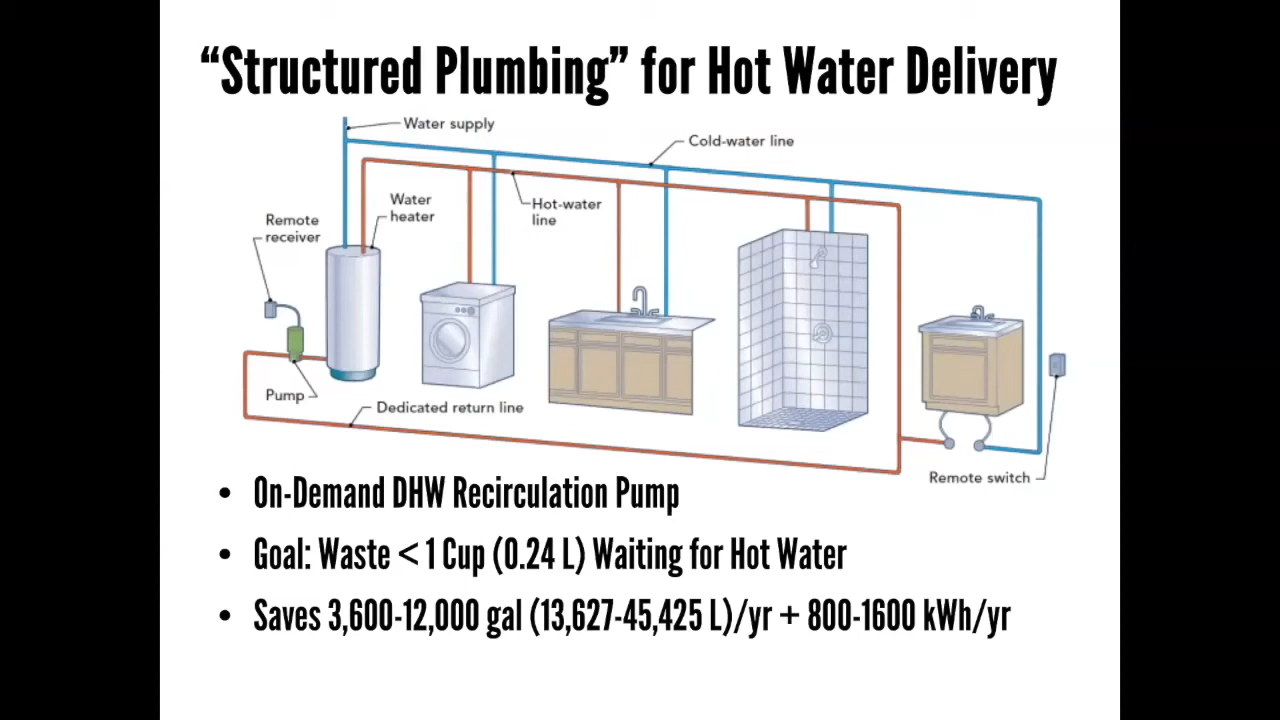 “Structured Plumbing” for Hot Water Delivery
Water supply
Cold-water line
Water
heater
Hot-water
line
Remote
receiver
Pump
Dedicated return line
Remote switch
• On-Demand DHW Recirculation Pump
• Goal: Waste < 1 Cup (0.24 L) Waiting for Hot Water
• Saves 3,600-12,000 gal (13,627-45,425 L)/yr + 800-1600 kWh/yr